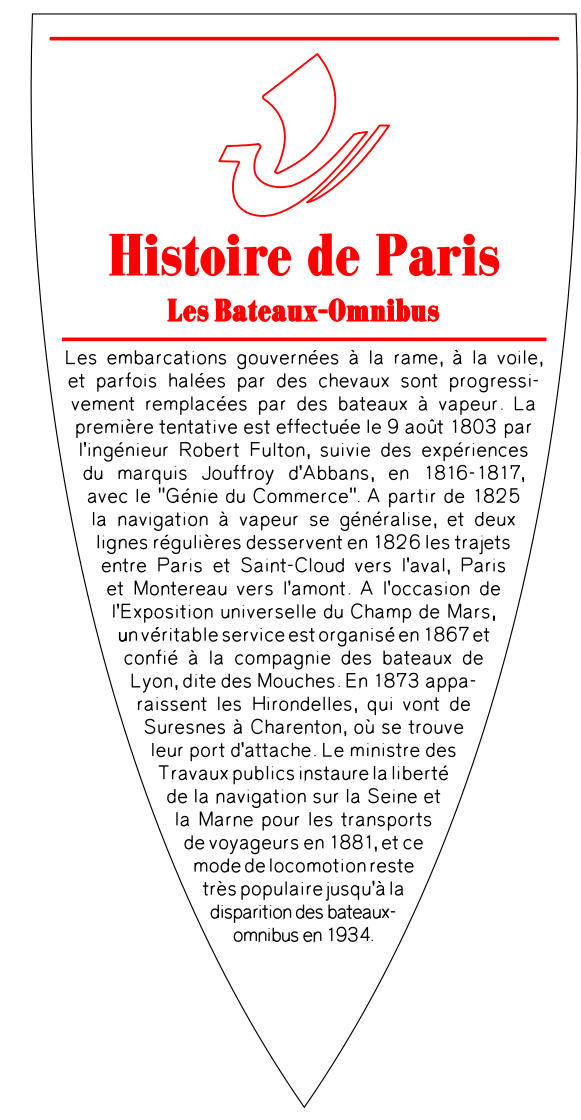 Histoire de Paris
Les Bateaux-Omnibus
Les embarcations gouvernées à la rame, à la voile,
et parfois halées par des chevaux sont progressi-
vement remplacées par des bateaux à vapeur. La
première tentative est effectuée le 9 août 1803 par
l'ingénieur Robert Fulton, suivie des expériences
du marquis Jouffroy d'Abbans, en 1816-1817,
avec le "Génie du Commerce". A partir de 1825
la navigation à vapeur se généralise, et deux
lignes régulières desservent en 1826 les trajets
entre Paris et Saint-Cloud vers l'aval, Paris
et Montereau vers l'amont. A l'occasion de
l'Exposition universelle du Champ de Mars,
un véritable service est organisé en 1867 et
confié à la compagnie des bateaux de
Lyon, dite des Mouches. En 1873 appa-
raissent les Hirondelles, qui vont de
Suresnes à Charenton, où se trouve
leur port d'attache. Le ministre des
Travaux publics instaure la liberté
de la navigation sur la Seine et
la Marne pour les transports
de voyageurs en 1881, et ce
mode de locomotion reste
très populaire jusqu'à la
disparition des bateaux-
omnibus en 1934.